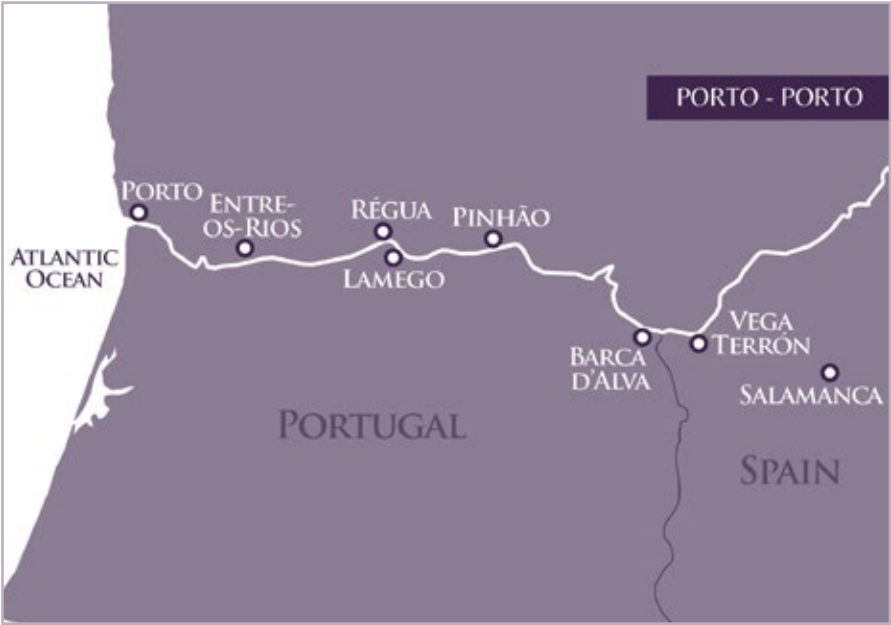 PORTO - PORTO
PORTO
ENTRE-
OS-RIOS
RÉGUA
PINHÃO
ATLANTIC
OCEAN
LAMEGO
VEGA
TERRÓN
BARCA
D'ALVA
SALAMANCA
PORTUGAL
SPAIN